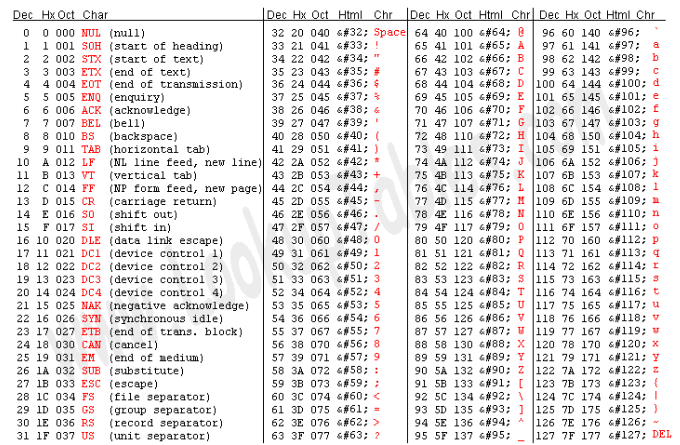 Dec Hx Oct Char Dec Hx Oct Html Chr Dec Hx Oct Html Chr Dec Hx Oct Html Chr
0 0 000 NUL (null) 32 20 040 &#32; Space 64 40 100 &#64; @ 96 60 140 &#96; `
1 1 001 SOH (start of heading) 33 21 041 &#33; ! 65 41 101 &#65; A 97 61 141 &#97; a
2 2 002 STX (start of text) 34 22 042 &#34; " 66 42 102 &#66; B 98 62 142 &#98; b
3 3 003 ETX (end of text) 35 23 043 &#35; # 67 43 103 &#67; C 99 63 143 &#99; c
4 4 004 EOT (end of transmission) 36 24 044 &#36; $ 68 44 104 &#68; D 100 64 144 &#100; d
5 5 005 ENQ (enquiry) 37 25 045 &#37; % 69 45 105 &#69; E 101 65 145 &#101; e
6 6 006 ACK (acknowledge) 38 26 046 &#38; & 70 46 106 &#70; F 102 66 146 &#102; f
7 7 007 BEL (bell) 39 27 047 &#39; ' 71 47 107 &#71; G 103 67 147 &#103; g
8 8 010 BS (backspace) 40 28 050 &#40; ( 72 48 110 &#72; H 104 68 150 &#104; h
9 9 011 TAB (horizontal tab) 41 29 051 &#41; ) 73 49 111 &#73; I 105 69 151 &#105; i
10 A 012 LF (NL line feed, new line) 42 2A 052 &#42; * 74 4A 112 &#74; J 106 6A 152 &#106; j
11 B 013 VT (vertical tab) 43 2B 053 &#43; + 75 4B 113 &#75; K 107 6B 153 &#107; k
12 C 014 FF (NP form feed, new page) 44 2C 054 &#44; , 76 4C 114 &#76; L 108 6C 154 &#108; l
13 D 015 CR (carriage return) 45 2D 055 &#45; - 77 4D 115 &#77; M 109 6D 155 &#109; m
14 E 016 SO (shift out) 46 2E 056 &#46; . 78 4E 116 &#78; N 110 6E 156 &#110; n
15 F 017 SI (shift in) 47 2F 057 &#47; / 79 4F 117 &#79; O 111 6F 157 &#111; o
16 10 020 DLE (data link escape) 48 30 060 &#48; 0 80 50 120 &#80; P 112 70 160 &#112; p
17 11 021 DC1 (device control 1) 49 31 061 &#49; 1 81 51 121 &#81; Q 113 71 161 &#113; q
18 12 022 DC2 (device control 2) 50 32 062 &#50; 2 82 52 122 &#82; R 114 72 162 &#114; r
19 13 023 DC3 (device control 3) 51 33 063 &#51; 3 83 53 123 &#83; S 115 73 163 &#115; s
20 14 024 DC4 (device control 4) 52 34 064 &#52; 4 84 54 124 &#84; T 116 74 164 &#116; t
21 15 025 NAK (negative acknowledge) 53 35 065 &#53; 5 85 55 125 &#85; U 117 75 165 &#117; u
22 16 026 SYN (synchronous idle) 54 36 066 &#54; 6 86 56 126 &#86; V 118 76 166 &#118; v
23 17 027 ETB (end of trans. block) 55 37 067 &#55; 7 87 57 127 &#87; W 119 77 167 &#119; w
24 18 030 CAN (cancel) 56 38 070 &#56; 8 88 58 130 &#88; X 120 78 170 &#120; x
25 19 031 EM (end of medium) 57 39 071 &#57; 9 89 59 131 &#89; Y 121 79 171 &#121; y
26 1A 032 SUB (substitute) 58 3A 072 &#58; : 90 5A 132 &#90; Z 122 7A 172 &#122; z
27 1B 033 ESC (escape) 59 3B 073 &#59; ; 91 5B 133 &#91; [ 123 7B 173 &#123; {
28 1C 034 FS (file separator) 60 3C 074 &#60; < 92 5C 134 &#92; \ 124 7C 174 &#124; |
29 1D 035 GS (group separator) 61 3D 075 &#61; = 93 5D 135 &#93; ] 125 7D 175 &#125; }
30 1E 036 RS (record separator) 62 3E 076 &#62; > 94 5E 136 &#94; ^ 126 7E 176 &#126; ~
31 1F 037 US (unit separator) 63 3F 077 &#63; ? 95 5F 137 &#95; _ 127 7F 177 &#127; DEL